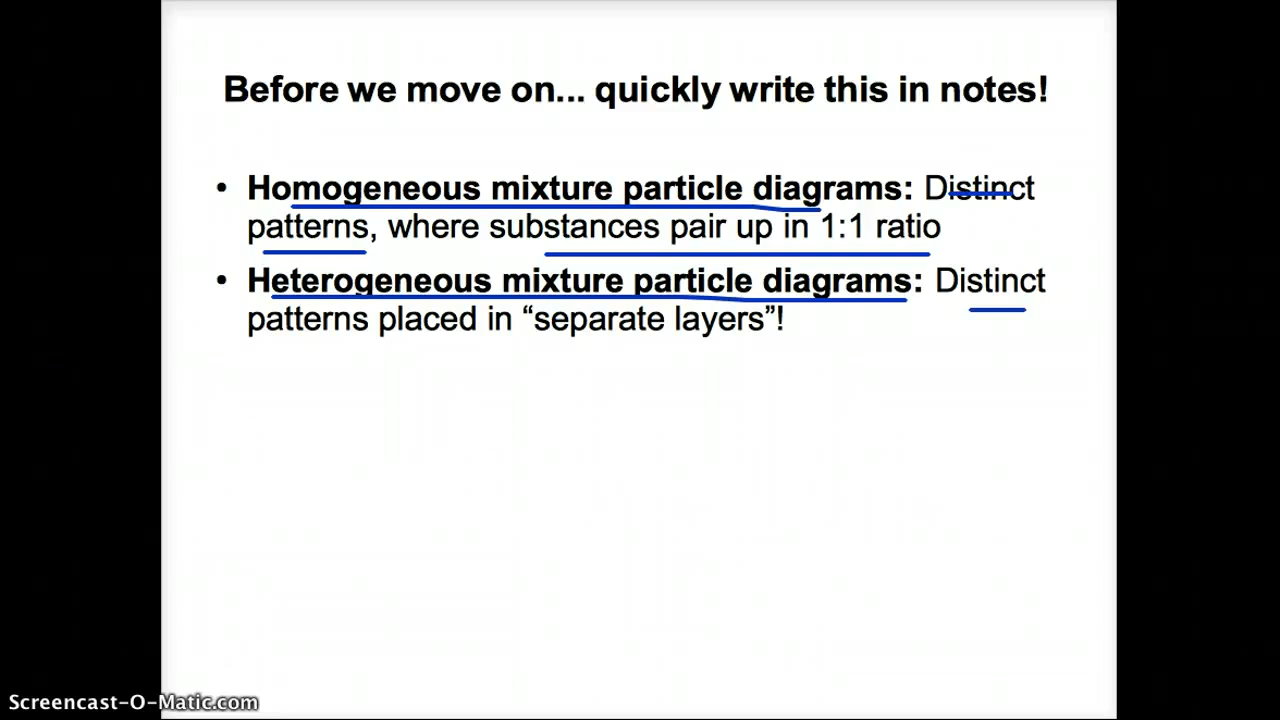 Before we move on... quickly write this in notes!
• Homogeneous mixture particle diagrams: Distinct
patterns, where substances pair up in 1:1 ratio
• Heterogeneous mixture particle diagrams: Distinct
patterns placed in “separate layers”!
Screencast-O-Matic.com